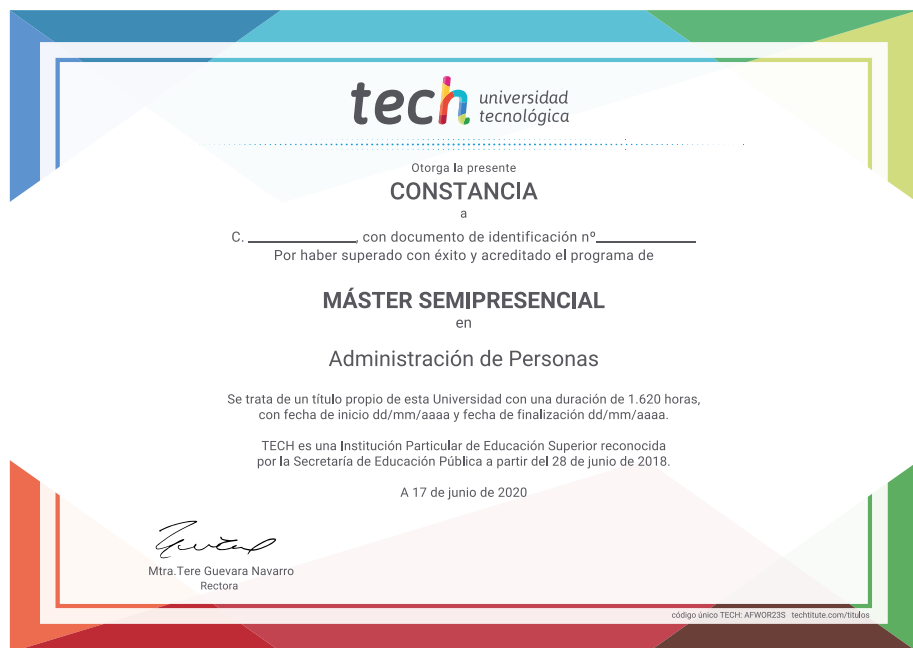 tech universidad
tecnológica
Otorga la presente
CONSTANCIA
a
C. ____________, con documento de identificación nº____________
Por haber superado con éxito y acreditado el programa de
MÁSTER SEMIPRESENCIAL
en
Administración de Personas
Se trata de un título propio de esta Universidad con una duración de 1.620 horas,
con fecha de inicio dd/mm/aaaa y fecha de finalización dd/mm/aaaa.
TECH es una Institución Particular de Educación Superior reconocida
por la Secretaría de Educación Pública a partir del 28 de junio de 2018.
A 17 de junio de 2020
Mtra.Tere Guevara Navarro
Rectora
código único TECH: AFWOR23S techtitute.com/titulos